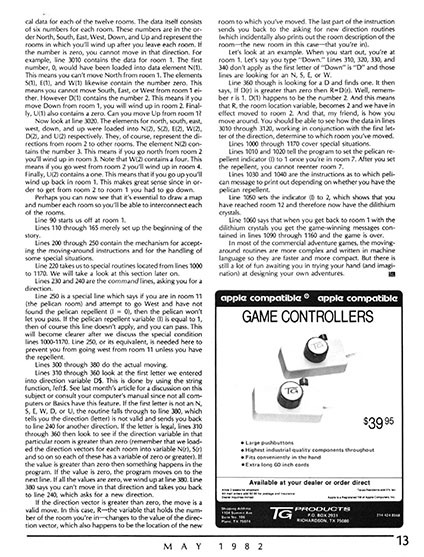 cal data for each of the twelve rooms. The data itself consists
of six numbers for each room. These numbers are in the or-
der North, South, East, West, Down, and Up and represent the
rooms in which you'll wind up after you leave each room. If
the number is zero, you cannot move in that direction. For
example, line 3010 contains the data for room 1. The first
number, 0, would have been loaded into data element N(1).
This means you can't move North from room 1. The elements
S(1), E(1), and W(1) likewise contain the number zero. This
means you cannot move South, East, or West from room 1 ei-
ther. However D(1) contains the number 2. This means if you
move Down from room 1, you will wind up in room 2. Final-
ly, U(1) also contains a zero. Can you move Up from room 1?
Now look at line 3020. The elements for north, south, east,
west, down, and up were loaded into N(2), S(2), E(2), W(2),
D(2), and U(2) respectively. They, of course, represent the di-
rections from room 2 to other rooms. The element N(2) con-
tains the number 3. This means if you go north from room 2
you'll wind up in room 3. Note that W(2) contains a four. This
means if you go west from room 2 you'll wind up in room 4.
Finally, U(2) contains a one. This means that if you go up you'll
wind up back in room 1. This makes great sense since in or-
der to get from room 2 to room 1 you had to go down.
Perhaps you can now see that it's essential to draw a map
and number each room so you'll be able to interconnect each
of the rooms.
Line 90 starts us off at room 1.
Lines 110 through 165 merely set up the beginning of the
story.
Lines 200 through 250 contain the mechanism for accept-
ing the moving-around instructions and for the handling of
some special situations.
Line 220 takes us to special routines located from lines 1000
to 1170. We will take a look at this section later on.
Lines 230 and 240 are the command lines, asking you for a
direction.
Line 250 is a special line which says if you are in room 11
(the pelican room) and attempt to go West and have not
found the pelican repellent (I = 0), then the pelican won't
let you pass. If the pelican repellent variable (I) is equal to 1,
then of course this line doesn't apply, and you can pass. This
will become clearer after we discuss the special condition
lines 1000-1170. Line 250, or its equivalent, is needed here to
prevent you from going west from room 11 unless you have
the repellent.
Lines 300 through 380 do the actual moving.
Lines 310 through 360 look at the first letter we entered
into direction variable D$. This is done by using the string
function, left$. See last month's article for a discussion on this
subject or consult your computer's manual since not all com-
puters or Basics have this feature. If the first letter is not an N,
S, E, W, D, or U, the routine falls through to line 380, which
tells you the direction (letter) is not valid and sends you back
to line 240 for another direction. If the letter is legal, lines 310
through 360 then look to see if the direction variable in that
particular room is greater than zero (remember that we load-
ed the direction vectors for each room into variable N(r), S(r)
and so on so each of these has a variable of zero or greater). If
the value is greater than zero then something happens in the
program. If the value is zero, the program moves on to the
next line. If all the values are zero, we wind up at line 380. Line
380 says you can't move in that direction and takes you back
to line 240, which asks for a new direction.
If the direction vector is greater than zero, the move is a
valid move. In this case, R—the variable that holds the num-
ber of the room you're in—changes to the value of the direc-
tion vector, which also happens to be the location of the new
room to which you've moved. The last part of the instruction
sends you back to the asking for new direction routines
(which incidentally also prints out the room description of the
room—the new room in this case—that you're in).
Let's look at an example. When you start out, you're at
room 1. Let's say you type "Down." Lines 310, 320, 330, and
340 don't apply as the first letter of "Down" is "D" and those
lines are looking for an N, S, E, or W.
Line 360 though is looking for a D and finds one. It then
says, If D(r) is greater than zero then R=D(r). Well, remem-
ber r is 1. D(1) happens to be the number 2. And this means
that R, the room location variable, becomes 2 and we have in
effect moved to room 2. And that, my friend, is how you
move around. You should be able to see how the data in lines
3010 through 3120, working in conjunction with the first let-
ter of the direction, determine to which room you've moved.
Lines 1000 through 1170 cover special situations.
Lines 1010 and 1020 tell the program to set the pelican re-
pellent indicator (I) to 1 once you're in room 7. After you set
the repellent, you cannot reenter room 7.
Lines 1030 and 1040 are the instructions as to which peli-
can message to print out depending on whether you have the
pelican repellent.
Line 1050 sets the indicator (I) to 2, which shows that you
have reached room 12 and therefore now have the dilithium
crystals.
Line 1060 says that when you get back to room 1 with the
dilithium crystals you get the game-winning messages con-
tained in lines 1090 through 1160 and the game is over.
In most of the commercial adventure games, the moving-
around routines are more complex and written in machine
language so they are faster and more compact. But there is
still a lot of fun awaiting you in trying your hand (and imagi-
nation) at designing your own adventures.
apple compatible apple compatible
GAME CONTROLLERS
TG
$39.95
• Large pushbuttons
• Highest industrial quality components throughout
• Fits conveniently in the hand
• Extra long 60 inch cords
Available at your dealer or order direct
TG PRODUCTS
P.O. BOX 2931
RICHARDSON, TX 75080
13
MAY 1982